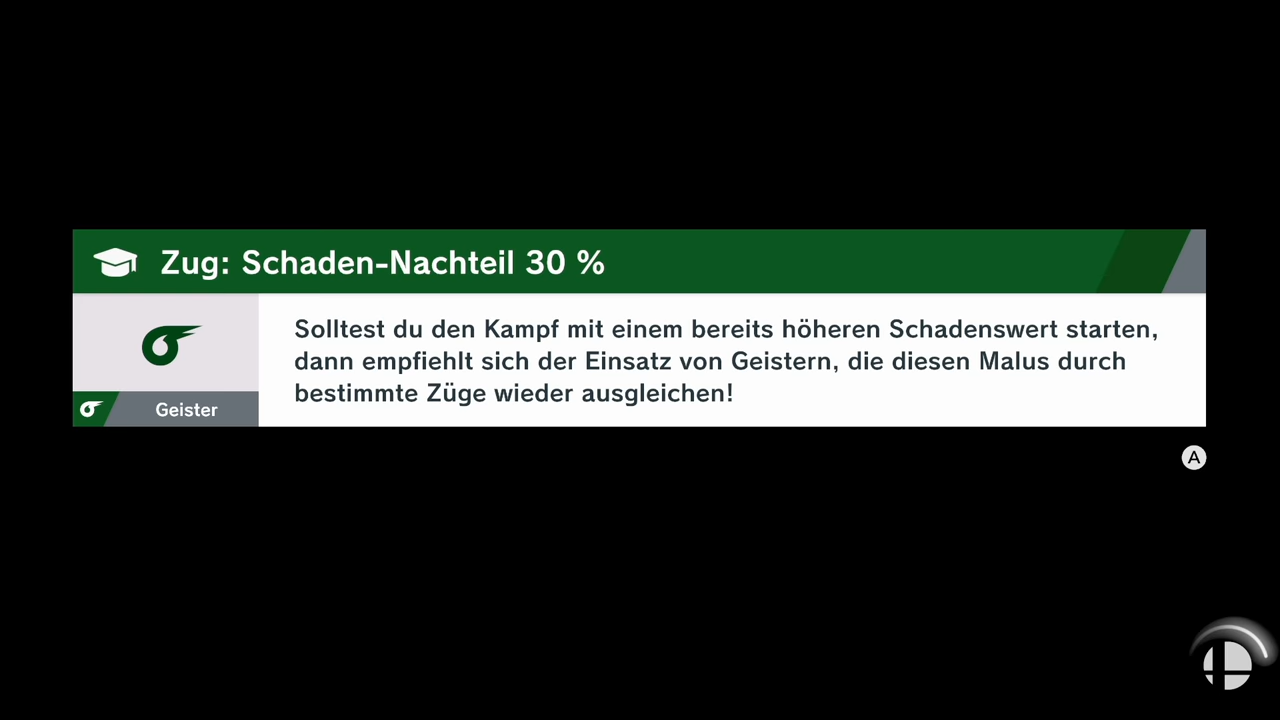 Zug: Schaden-Nachteil 30 %
Solltest du den Kampf mit einem bereits höheren Schadenswert starten,
dann empfiehlt sich der Einsatz von Geistern, die diesen Malus durch
bestimmte Züge wieder ausgleichen!
Geister
A